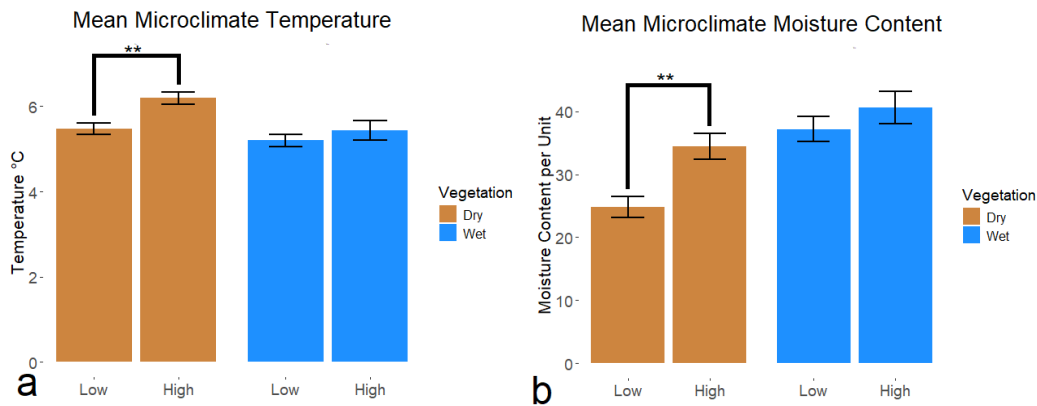 Mean Microclimate Temperature
**
Temperature °C
6
4
2
0
Low
High
Low
High
Vegetation
Dry
Wet
a
Mean Microclimate Moisture Content
**
Moisture Content per Unit
40
30
20
10
0
Low
High
Low
High
Vegetation
Dry
Wet
b